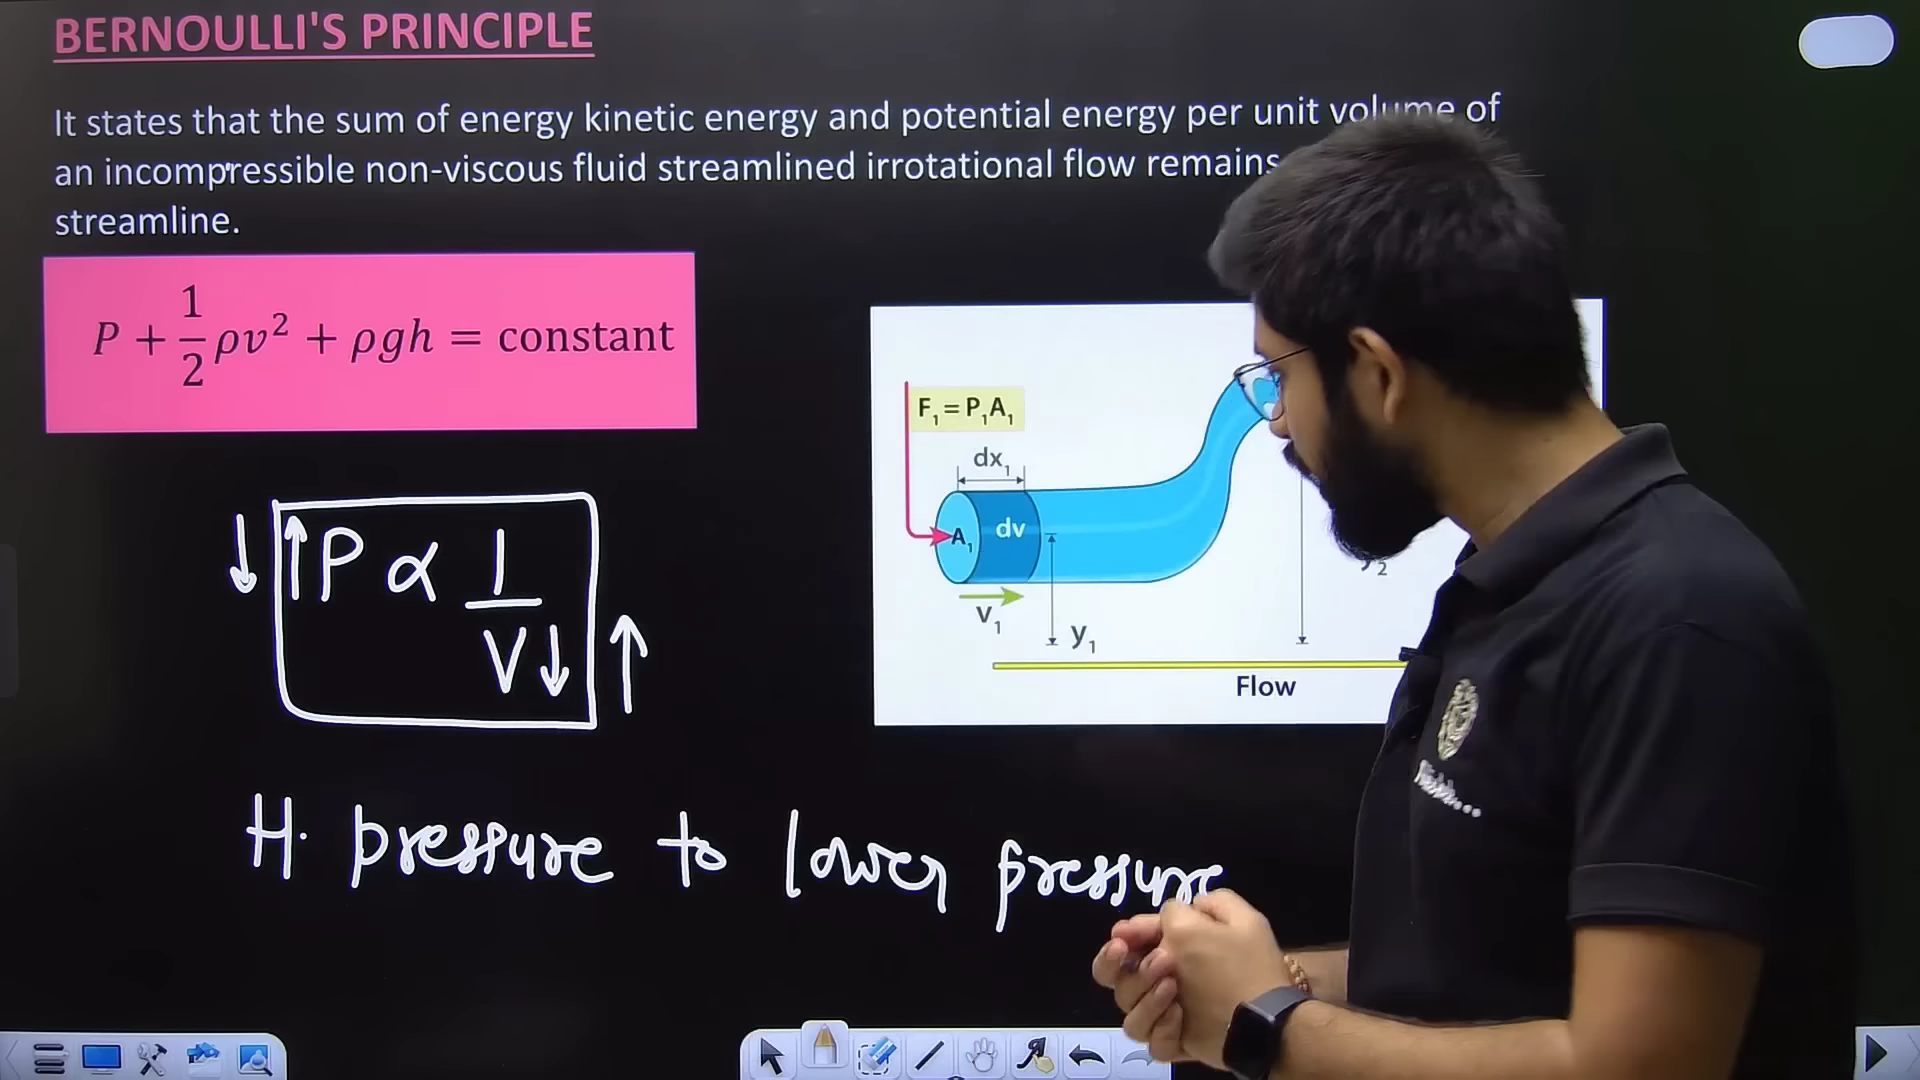 BERNOULLI'S PRINCIPLE
It states that the sum of energy kinetic energy and potential energy per unit volume of
an incompressible non-viscous fluid streamlined irrotational flow remains
streamline.
P + 1/2 ρv² + ρgh = constant
F₁ = P₁A₁
dx₁
A₁ dv
V₁
y₁
Flow
↓ ↑ P ∝ 1/V ↓ ↑
H. pressure to lower pressure